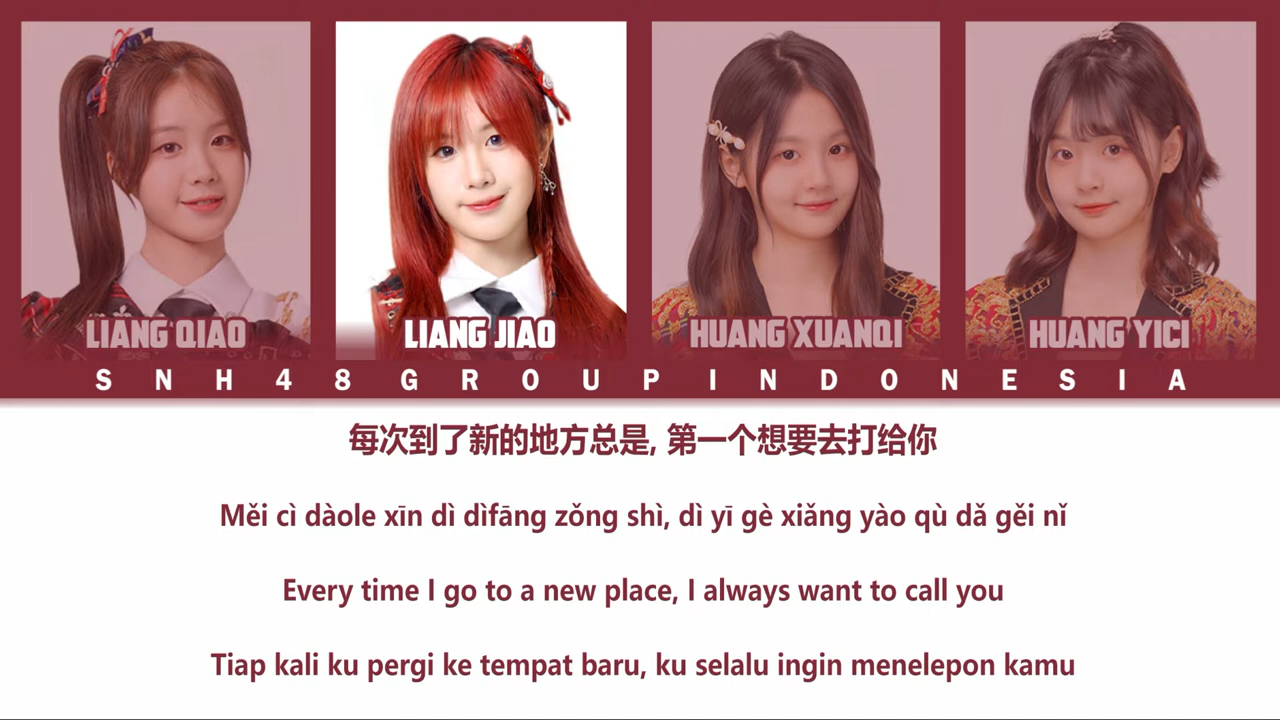 LIANG QIAO
LIANG JIAO
HUANG XUANQI
HUANG YICI
SNH48GROUPINDONESIA
每次到了新的地方总是, 第一个想要去打给你
Měi cì dàole xīn dì dìfāng zǒng shì, dì yī gè xiǎng yào qù dǎ gěi nǐ
Every time I go to a new place, I always want to call you
Tiap kali ku pergi ke tempat baru, ku selalu ingin menelepon kamu